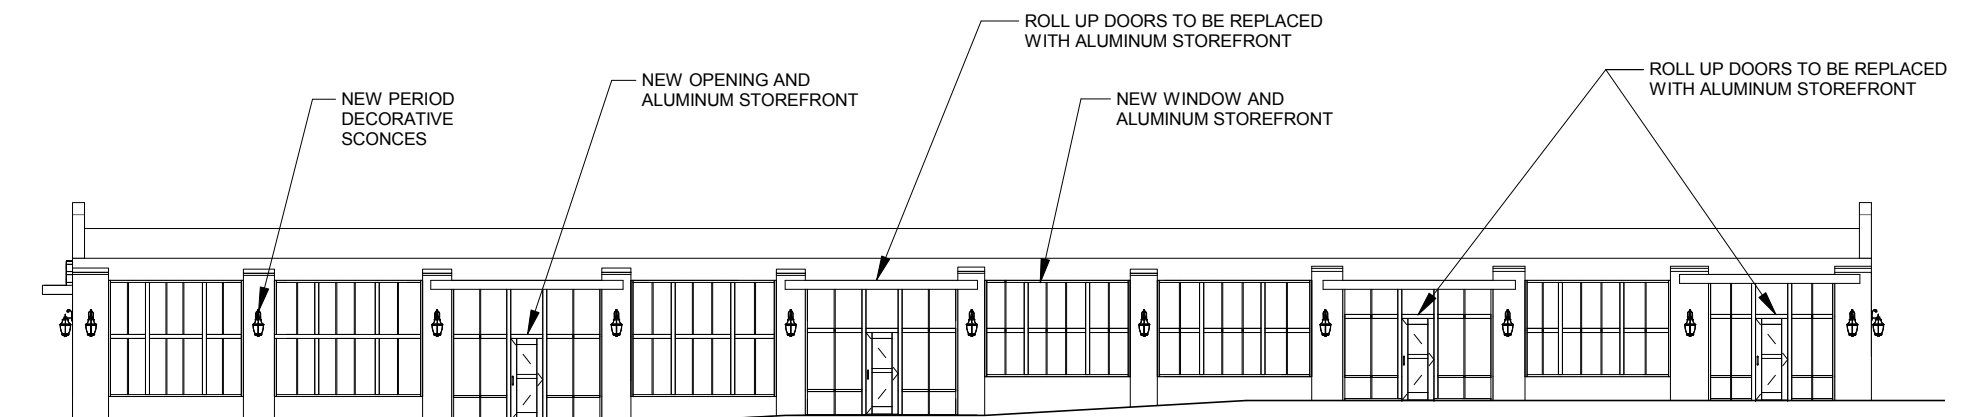 NEW PERIOD
DECORATIVE
SCONCES
NEW OPENING AND
ALUMINUM STOREFRONT
ROLL UP DOORS TO BE REPLACED
WITH ALUMINUM STOREFRONT
NEW WINDOW AND
ALUMINUM STOREFRONT
ROLL UP DOORS TO BE REPLACED
WITH ALUMINUM STOREFRONT